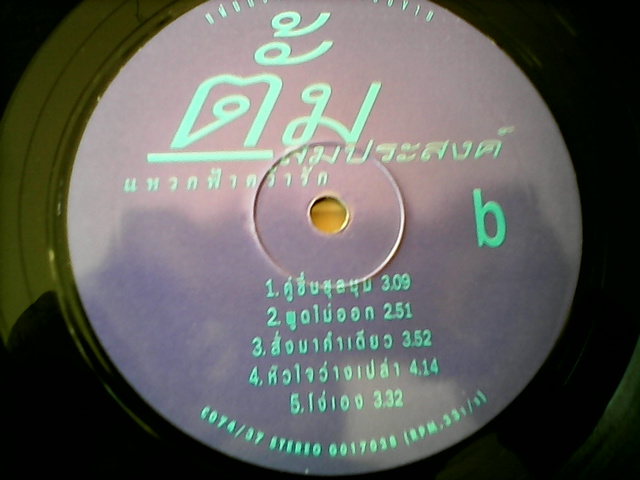 ตั้ม
สมประสงค์
แหวกฟ้าคว้ารัก
b
1. คู่ชื่นชุลมุน 3.09
2. พูดไม่ออก 2.51
3. สั่งมาคำเดียว 3.52
4. หัวใจว่างเปล่า 4.14
5. โง่เอง 3.32
STEREO (RPM.33 1/3)